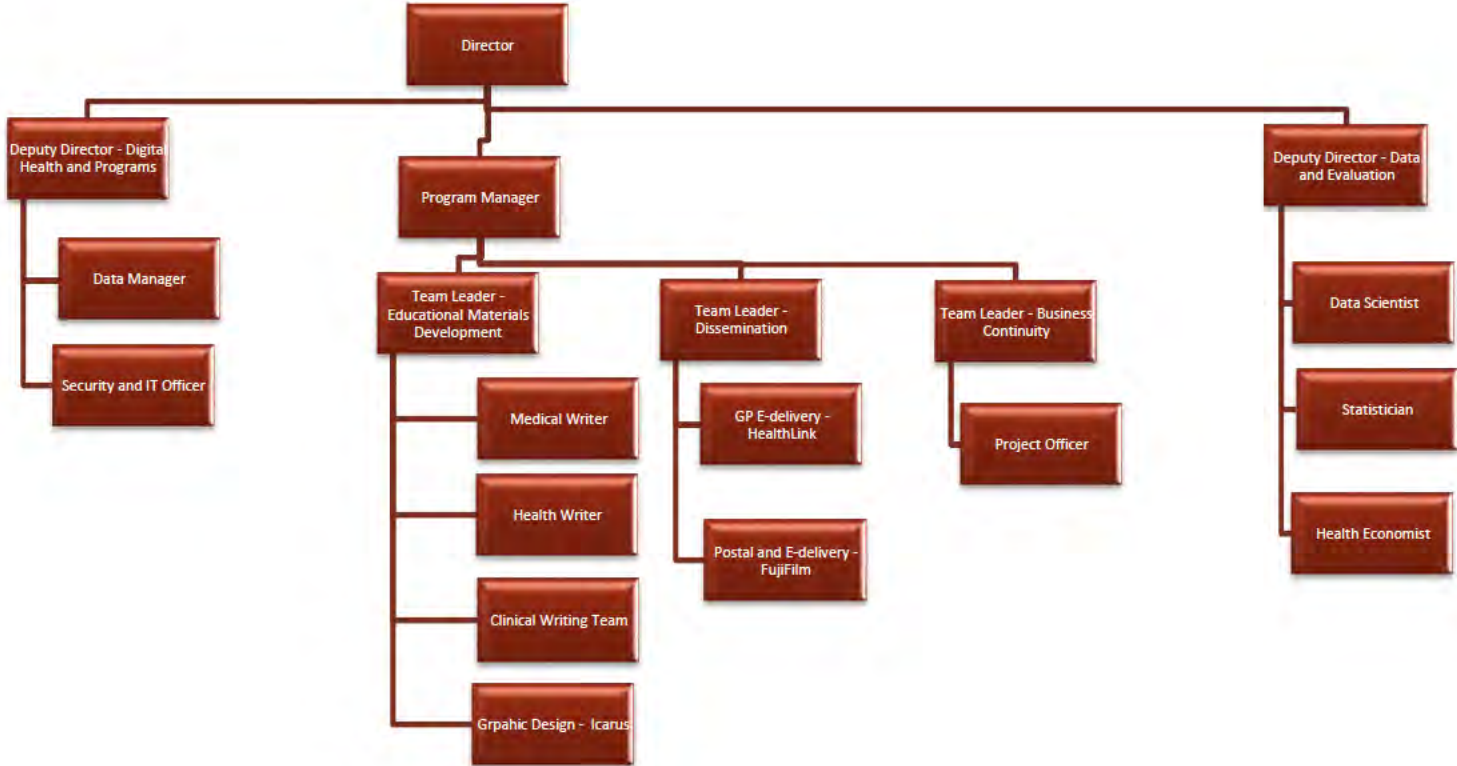 Director
Deputy Director - Digital
Health and Programs
Program Manager
Deputy Director - Data
and Evaluation
Data Manager
Security and IT Officer
Team Leader -
Educational Materials
Development
Medical Writer
Health Writer
Clinical Writing Team
Grpahic Design - Icarus
Team Leader -
Dissemination
GP E-delivery -
HealthLink
Postal and E-delivery -
FujiFilm
Team Leader - Business
Continuity
Project Officer
Data Scientist
Statistician
Health Economist